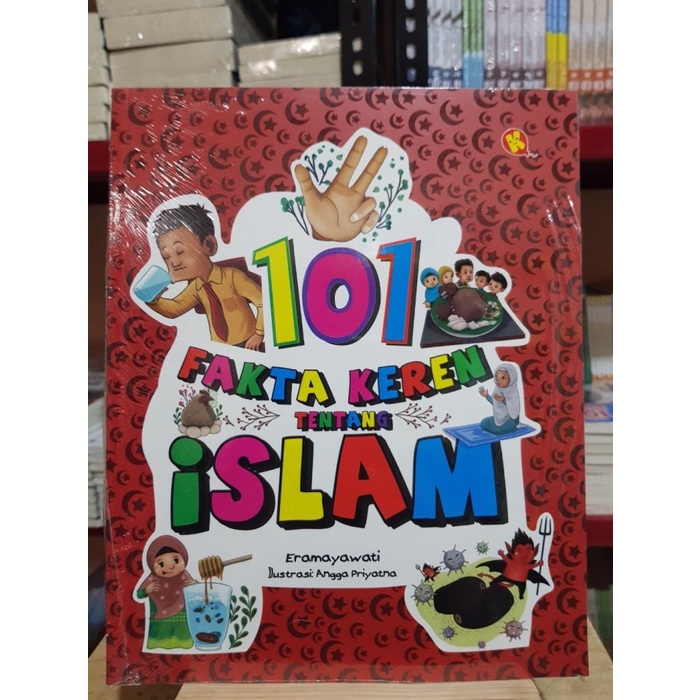 101
FAKTA KEREN
TENTANG
iSLAM
Eramayawati
Ilustrasi: Angga Priyatna
K